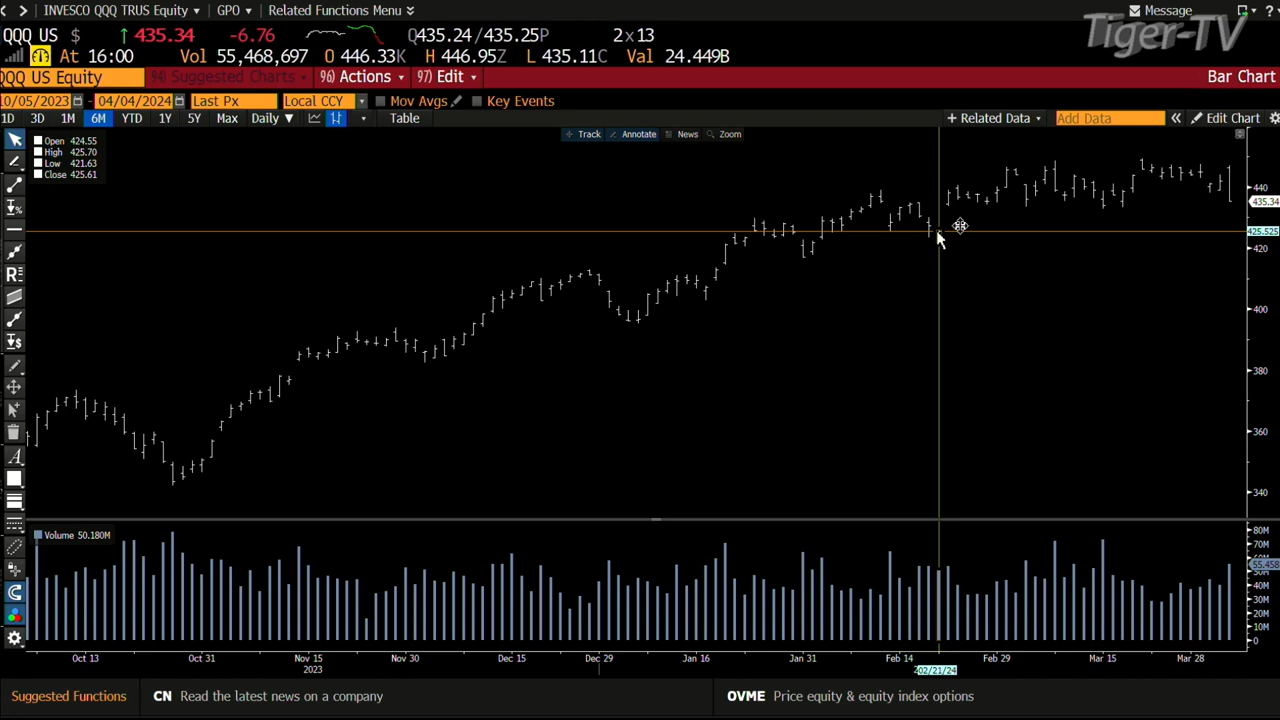 INVESCO QQQ TRUS Equity GPO Related Functions Menu Message ?
QQQ US $ 435.34 -6.76 Q435.24/435.25P 2x13
At 16:00 Vol 55,468,697 O 446.33K H 446.95Z L 435.11C Val 24.449B
Tiger-TV
QQQ US Equity 94) Suggested Charts 96) Actions 97) Edit Bar Chart
10/05/2023 - 04/04/2024 Last Px Local CCY Mov Avgs Key Events
1D 3D 1M 6M YTD 1Y 5Y Max Daily Table + Related Data Add Data Edit Chart
Track Annotate News Zoom
Open 424.55
High 425.70
Low 421.63
Close 425.61
440
435.34
425.525
420
400
380
360
340
Volume 50.180M
80M
70M
60M
55.458
50M
40M
30M
20M
10M
0
Oct 13 Oct 31 Nov 15 Nov 30 Dec 15 Dec 29 Jan 16 Jan 31 Feb 14 Feb 29 Mar 15 Mar 28
2023 02/21/24
Suggested Functions CN Read the latest news on a company OVME Price equity & equity index options